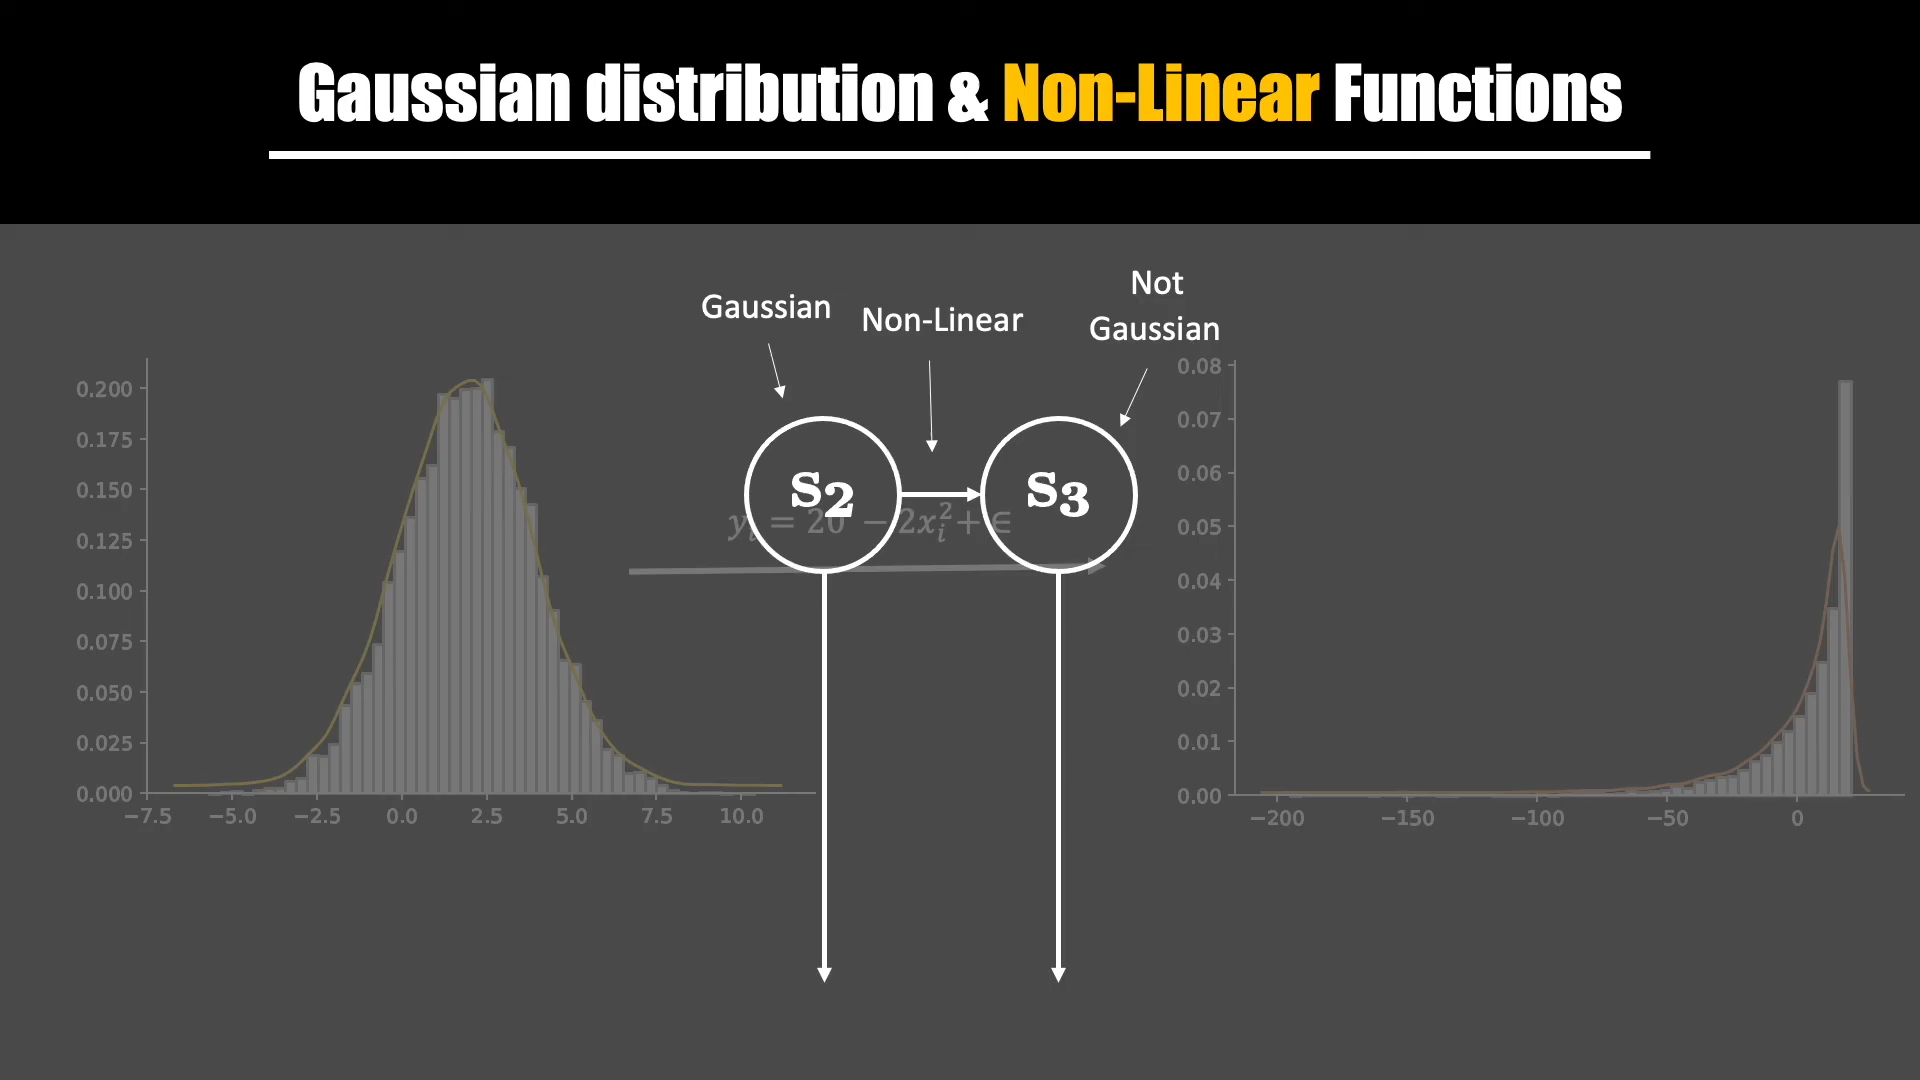 Gaussian distribution & Non-Linear Functions
Gaussian
Non-Linear
Not
Gaussian
S₂
S₃
yᵢ = 20 − 2xᵢ² + ∈
0.200
0.175
0.150
0.125
0.100
0.075
0.050
0.025
0.000
−7.5 −5.0 −2.5 0.0 2.5 5.0 7.5 10.0
0.08
0.07
0.06
0.05
0.04
0.03
0.02
0.01
0.00
−200 −150 −100 −50 0